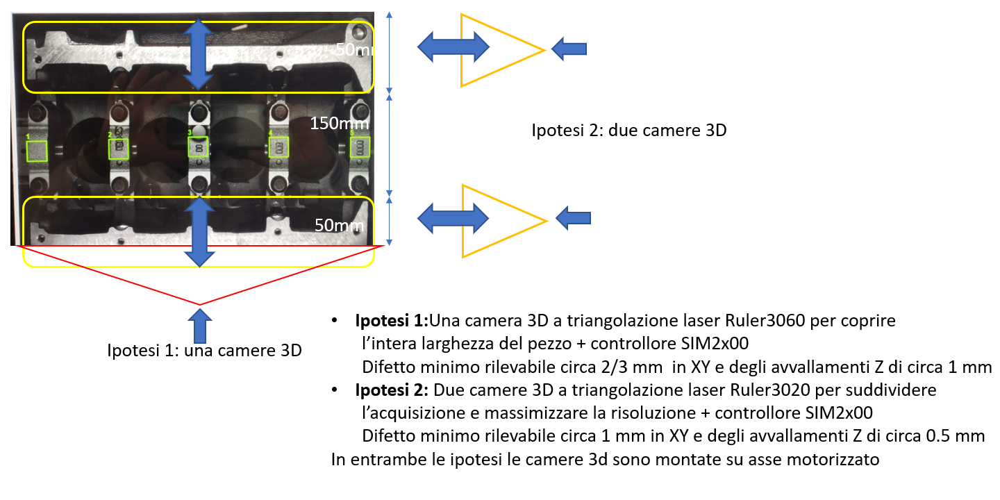 50m
150mm
1
2
3
4
5
50mm
Ipotesi 2: due camere 3D
Ipotesi 1: una camere 3D
• Ipotesi 1:Una camera 3D a triangolazione laser Ruler3060 per coprire
l’intera larghezza del pezzo + controllore SIM2x00
Difetto minimo rilevabile circa 2/3 mm in XY e degli avvallamenti Z di circa 1 mm
• Ipotesi 2: Due camere 3D a triangolazione laser Ruler3020 per suddividere
l’acquisizione e massimizzare la risoluzione + controllore SIM2x00
Difetto minimo rilevabile circa 1 mm in XY e degli avvallamenti Z di circa 0.5 mm
In entrambe le ipotesi le camere 3d sono montate su asse motorizzato